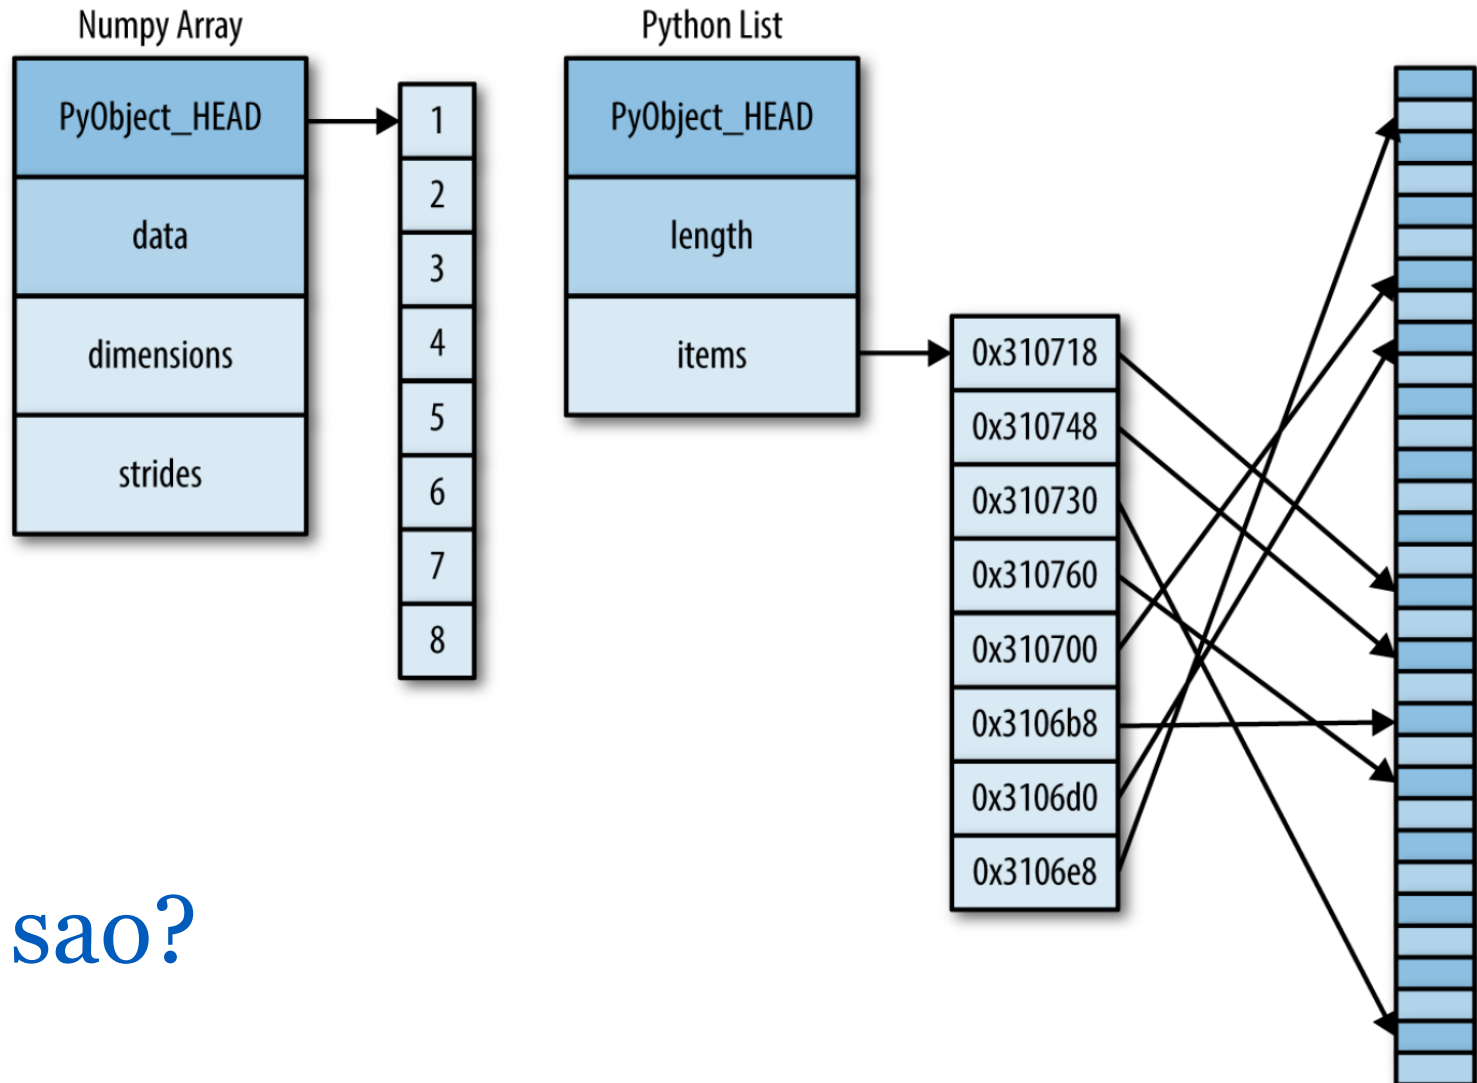 Numpy Array
PyObject_HEAD
data
dimensions
strides
1
2
3
4
5
6
7
8
Python List
PyObject_HEAD
length
items
0x310718
0x310748
0x310730
0x310760
0x310700
0x3106b8
0x3106d0
0x3106e8
sao?